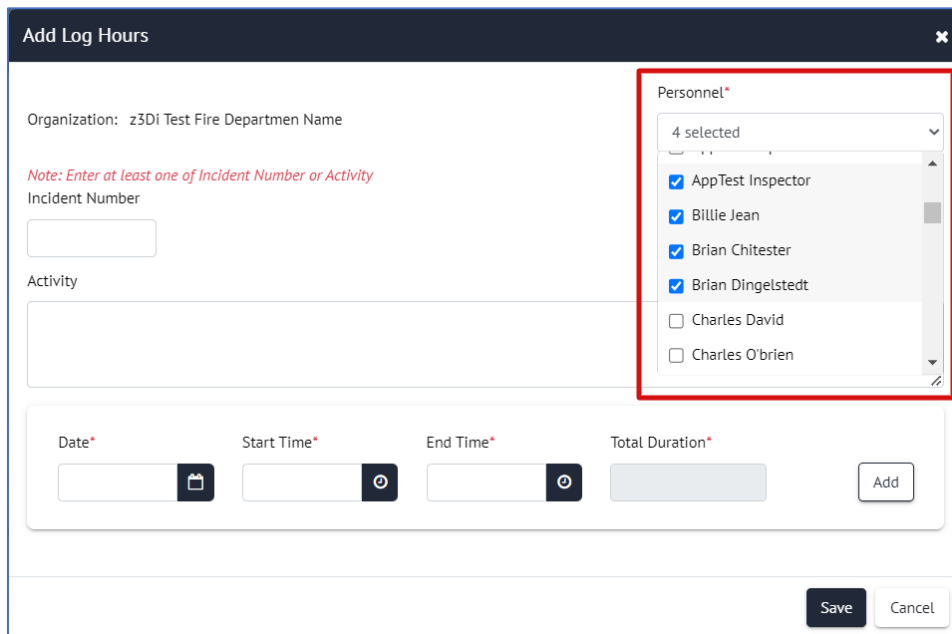 Add Log Hours
Organization: z3Di Test Fire Departmen Name
Personnel*
4 selected
AppTest Inspector
Billie Jean
Brian Chitester
Brian Dingelstedt
Charles David
Charles O'brien
Note: Enter at least one of Incident Number or Activity
Incident Number
Activity
Date* Start Time* End Time* Total Duration*
Add
Save Cancel